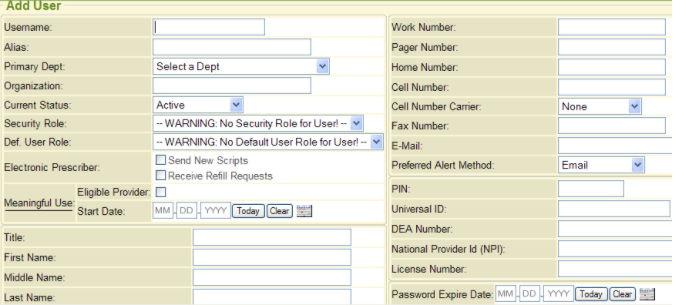 Add User
Username:
Alias:
Primary Dept: Select a Dept
Organization:
Current Status: Active
Security Role: -- WARNING: No Security Role for User! --
Def. User Role: -- WARNING: No Default User Role for User! --
Electronic Prescriber: Send New Scripts
Receive Refill Requests
Meaningful Use: Eligible Provider:
Start Date: MM - DD - YYYY Today Clear
Title:
First Name:
Middle Name:
Last Name:
Work Number:
Pager Number:
Home Number:
Cell Number:
Cell Number Carrier: None
Fax Number:
E-Mail:
Preferred Alert Method: Email
PIN:
Universal ID:
DEA Number:
National Provider Id (NPI):
License Number:
Password Expire Date: MM - DD - YYYY Today Clear